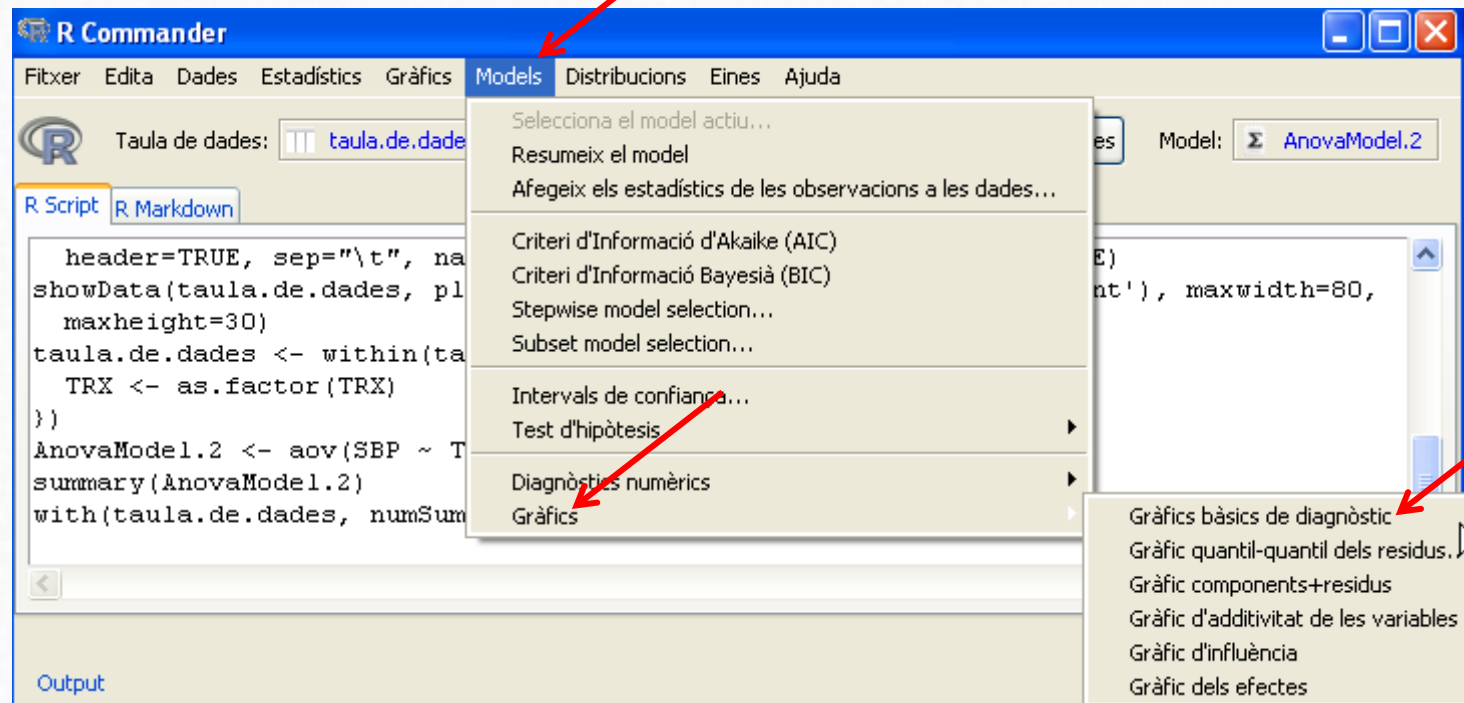 R Commander
Fitxer Edita Dades Estadístics Gràfics Models Distribucions Eines Ajuda
Taula de dades: taula.de.dade es Model: Σ AnovaModel.2
R Script R Markdown
header=TRUE, sep="\t", na E)
showData(taula.de.dades, pl nt'), maxwidth=80,
maxheight=30)
taula.de.dades <- within(ta
TRX <- as.factor(TRX)
})
AnovaModel.2 <- aov(SBP ~ T
summary(AnovaModel.2)
with(taula.de.dades, numSum
Selecciona el model actiu...
Resumeix el model
Afegeix els estadístics de les observacions a les dades...
Criteri d'Informació d'Akaike (AIC)
Criteri d'Informació Bayesià (BIC)
Stepwise model selection...
Subset model selection...
Intervals de confiança...
Test d'hipòtesis
Diagnòstics numèrics
Gràfics
Gràfics bàsics de diagnòstic
Gràfic quantil-quantil dels residus.
Gràfic components+residus
Gràfic d'additivitat de les variables
Gràfic d'influència
Gràfic dels efectes
Output